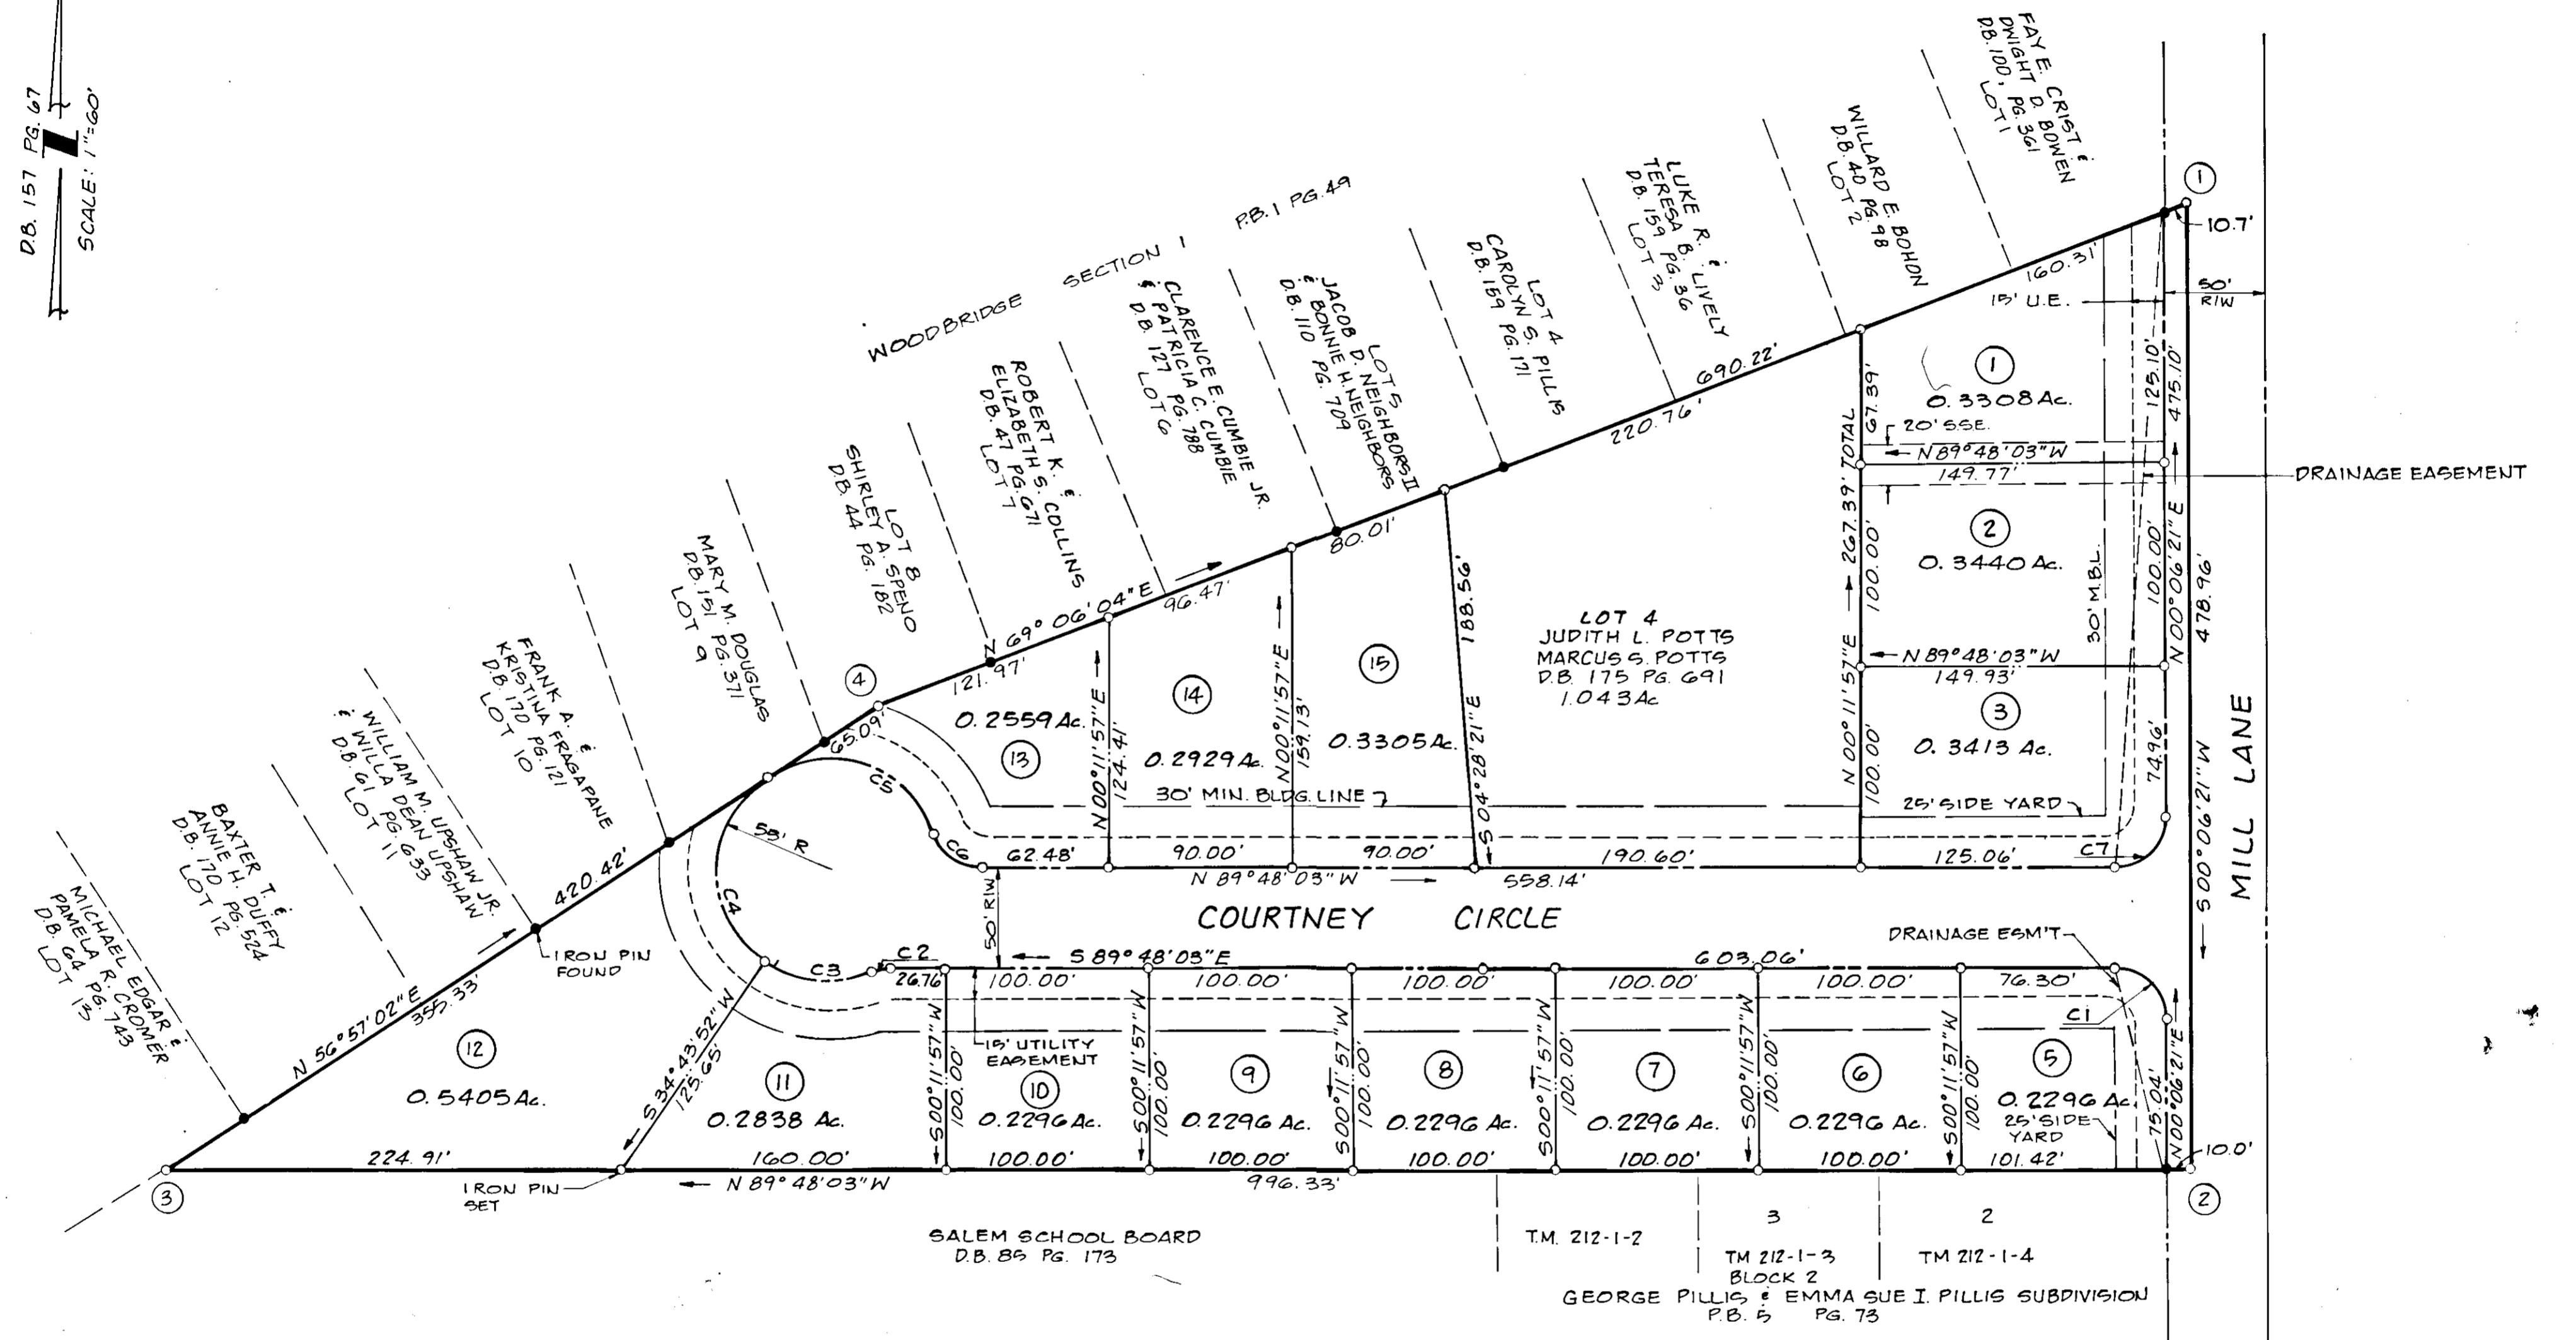 D.B. 157 PG. 67
SCALE: 1"=60'
WOODBRIDGE SECTION 1 P.B. 1 PG. 49
FAY E. CRIST &
DWIGHT D. BOWEN
D.B. 100, PG. 361
LOT 1
WILLARD E. BOHON
D.B. 40 PG. 98
LOT 2
LUKE R. &
TERESA B. LIVELY
D.B. 159 PG. 36
LOT 3
LOT 4
CAROLYN S. PILLIS
D.B. 159 PG. 171
LOT 5
JACOB D. NEIGHBORS II
& BONNIE H. NEIGHBORS
D.B. 110 PG. 709
CLARENCE E. CUMBIE JR.
& PATRICIA C. CUMBIE
D.B. 127 PG. 788
LOT 6
ROBERT K. &
ELIZABETH S. COLLINS
D.B. 47 PG. 671
LOT 7
LOT 8
SHIRLEY A. SPENO
D.B. 44 PG. 182
MARY M. DOUGLAS
D.B. 151 PG. 371
LOT 9
FRANK A. &
KRISTINA FRAGAPANE
D.B. 170 PG. 121
LOT 10
WILLIAM M. UPSHAW JR.
& WILLA DEAN UPSHAW
D.B. 61 PG. 633
LOT 11
BAXTER T. &
ANNIE H. DUFFY
D.B. 170 PG. 524
LOT 12
MICHAEL EDGAR &
PAMELA R. CROMER
D.B. 64 PG. 743
LOT 13
1
10.7'
50'
R/W
160.31'
15' U.E.
690.22'
220.76'
80.01'
96.47'
N 69° 06' 04" E
121.97'
4
65.09'
420.42'
IRON PIN
FOUND
N 56° 57' 02" E
355.33'
1
0.3308 Ac.
20' S.S.E.
N 89° 48' 03" W
149.77'
DRAINAGE EASEMENT
67.39'
N 00° 11' 57" E 267.39' TOTAL
100.00'
100.00'
125.10'
475.10'
100.00'
N 00° 06' 21" E
478.96'
S 00° 06' 21" W
MILL LANE
2
0.3440 Ac.
30' M.B.L.
N 89° 48' 03" W
149.93'
3
0.3413 Ac.
74.96'
25' SIDE YARD
C7
125.06'
LOT 4
JUDITH L. POTTS
MARCUS S. POTTS
D.B. 175 PG. 691
1.043 Ac
188.56'
S 04° 28' 21" E
15
0.3305 Ac.
N 00° 11' 57" E
159.13'
14
0.2929 Ac.
N 00° 11' 57" E
124.41'
0.2559 Ac.
13
30' MIN. BLDG. LINE
C5
C6
53' R
C4
62.48'
90.00'
90.00'
190.60'
N 89° 48' 03" W
558.14'
50' R/W
COURTNEY CIRCLE
DRAINAGE ESM'T
C2
C3
S 89° 48' 03" E
603.06'
26.76'
100.00'
100.00'
100.00'
100.00'
100.00'
76.30'
C1
15' UTILITY
EASEMENT
12
0.5405 Ac.
S 34° 43' 52" W
125.65'
11
0.2838 Ac.
S 00° 11' 57" W
100.00'
10
0.2296 Ac.
S 00° 11' 57" W
100.00'
9
0.2296 Ac.
S 00° 11' 57" W
100.00'
8
0.2296 Ac.
S 00° 11' 57" W
100.00'
7
0.2296 Ac.
S 00° 11' 57" W
100.00'
6
0.2296 Ac.
S 00° 11' 57" W
100.00'
5
0.2296 Ac.
25' SIDE
YARD
75.04'
N 00° 06' 21" E
10.0'
224.91'
160.00'
100.00'
100.00'
100.00'
100.00'
100.00'
101.42'
3
IRON PIN
SET
N 89° 48' 03" W
996.33'
2
SALEM SCHOOL BOARD
D.B. 85 PG. 173
T.M. 212-1-2
3
TM 212-1-3
BLOCK 2
2
TM 212-1-4
GEORGE PILLIS & EMMA SUE I. PILLIS SUBDIVISION
P.B. 5 PG. 73